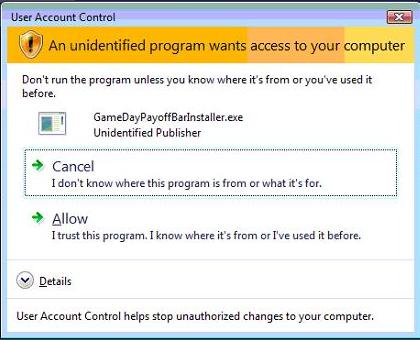 User Account Control
An unidentified program wants access to your computer
Don't run the program unless you know where it's from or you've used it
before.
GameDayPayoffBarInstaller.exe
Unidentified Publisher
Cancel
I don't know where this program is from or what it's for.
Allow
I trust this program. I know where it's from or I've used it before.
Details
User Account Control helps stop unauthorized changes to your computer.